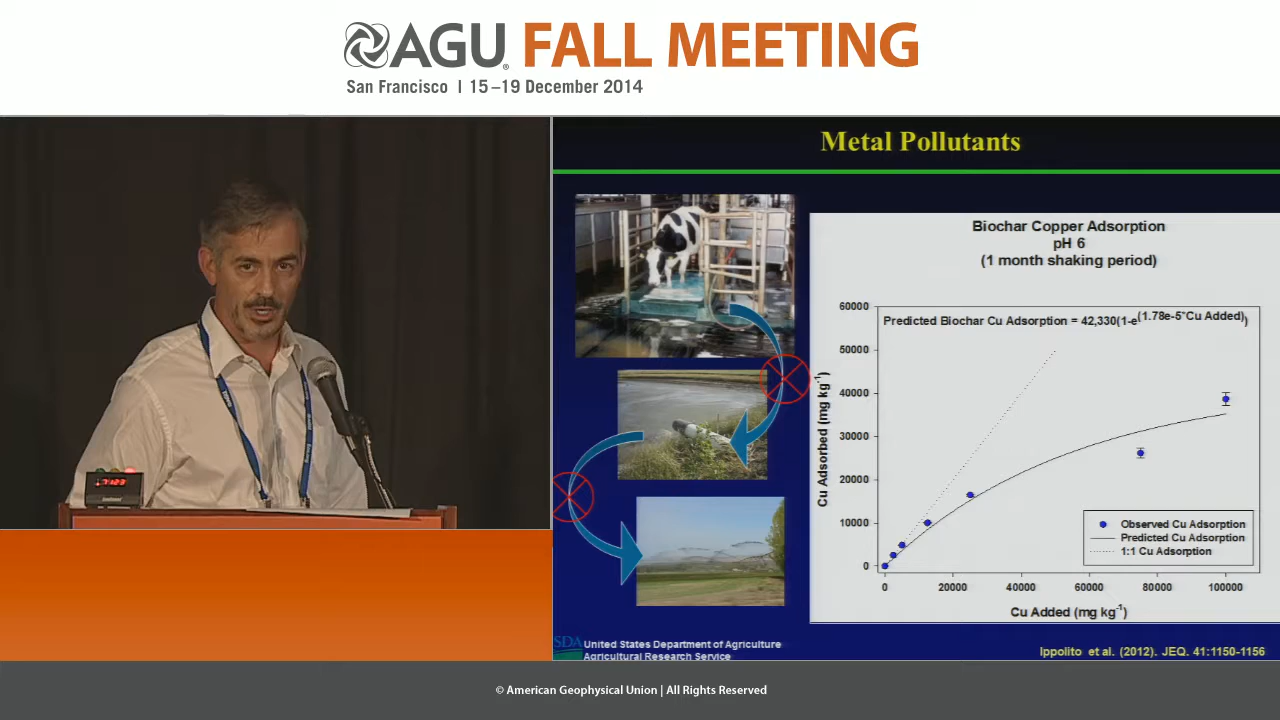 AGU FALL MEETING
San Francisco | 15–19 December 2014
Metal Pollutants
Biochar Copper Adsorption
pH 6
(1 month shaking period)
Predicted Biochar Cu Adsorption = 42,330(1-e^(1.78e-5*Cu Added))
60000
50000
40000
30000
20000
10000
0
Cu Adsorbed (mg kg-1)
Observed Cu Adsorption
Predicted Cu Adsorption
1:1 Cu Adsorption
0 20000 40000 60000 80000 100000
Cu Added (mg kg-1)
SDA
United States Department of Agriculture
Agricultural Research Service
Ippolito et al. (2012). JEQ. 41:1150-1156
© American Geophysical Union | All Rights Reserved